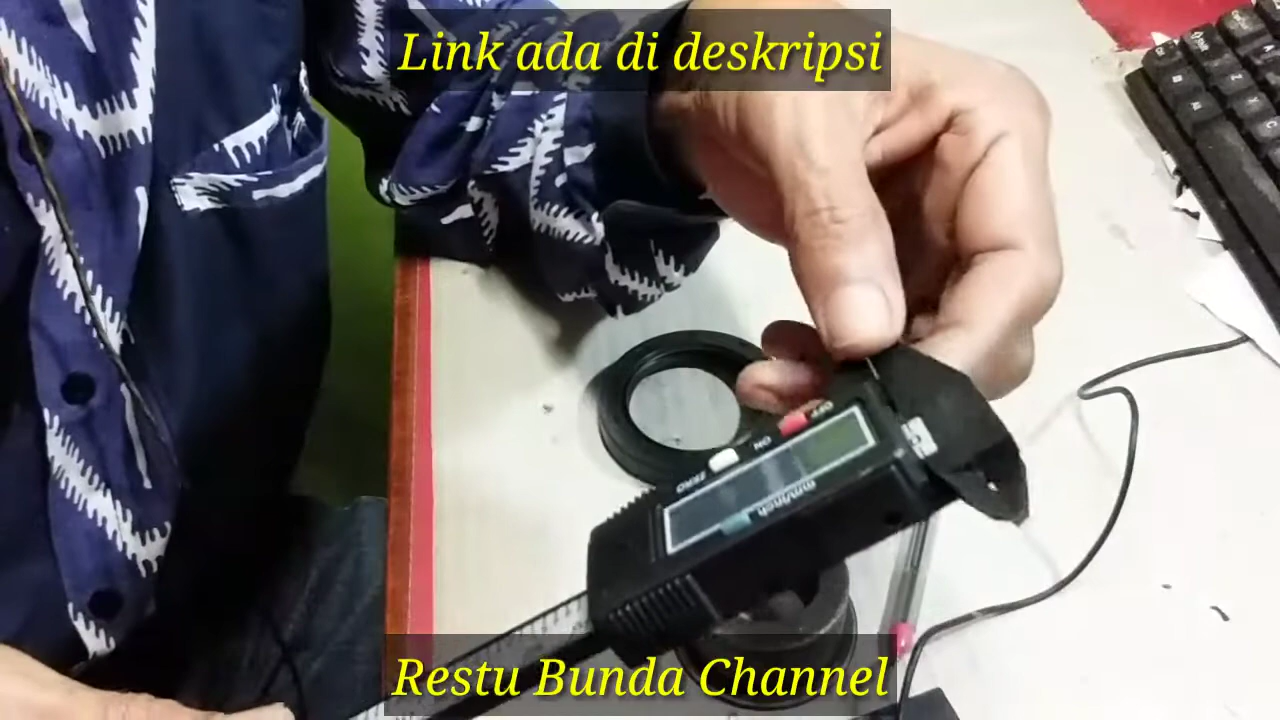 Link ada di deskripsi
OFF
ON
ZERO
mm/inch
Restu Bunda Channel